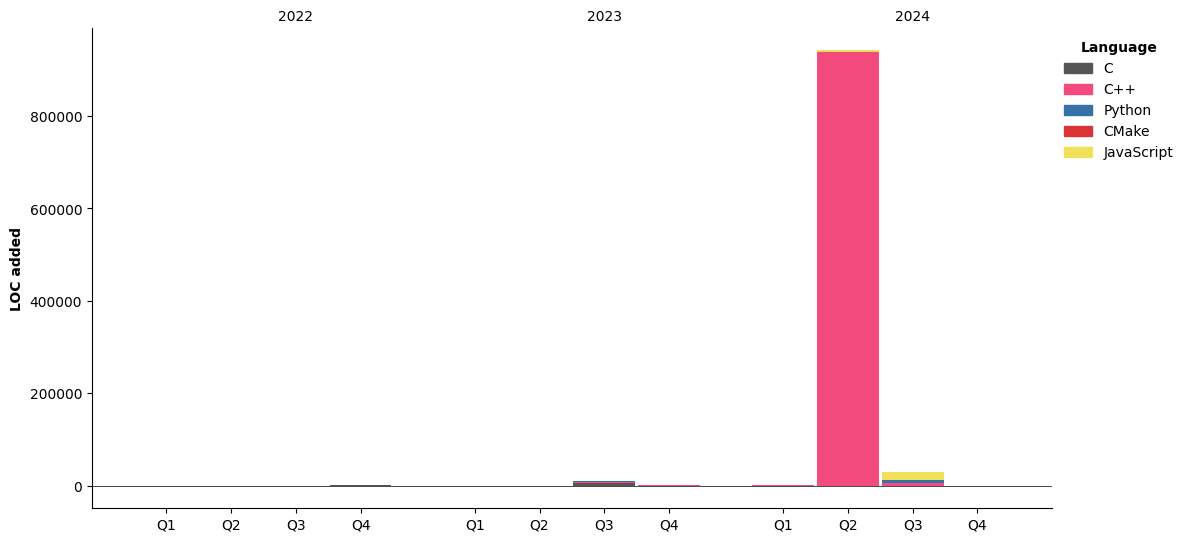 2022 2023 2024
Language
C
C++
Python
CMake
JavaScript
LOC added
800000
600000
400000
200000
0
Q1 Q2 Q3 Q4 Q1 Q2 Q3 Q4 Q1 Q2 Q3 Q4